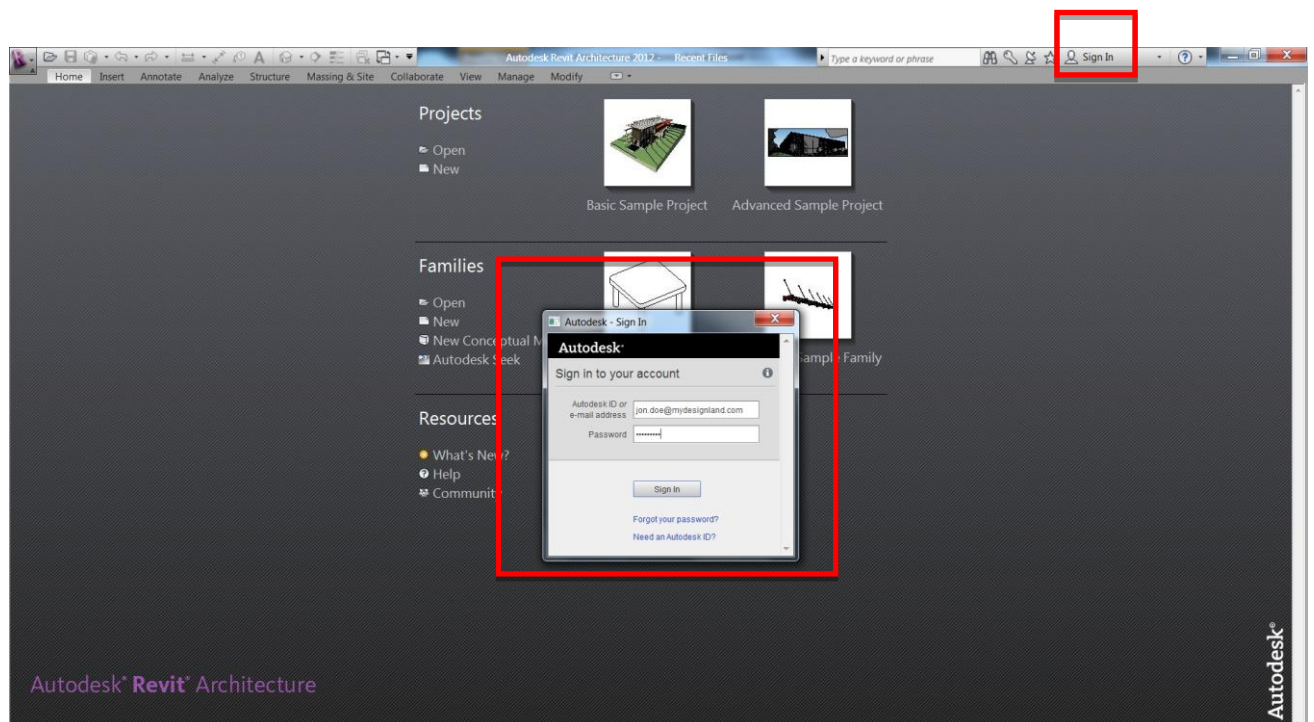 Autodesk Revit Architecture 2012 - Recent Files
Type a keyword or phrase
Sign In
Home Insert Annotate Analyze Structure Massing & Site Collaborate View Manage Modify
Projects
Open
New
Basic Sample Project Advanced Sample Project
Families
Open
New
New Conceptual M
Autodesk Seek
ample Family
Resources
What's New?
Help
Communit
Autodesk - Sign In
Autodesk
Sign in to your account
Autodesk ID or
e-mail address jon.doe@mydesignland.com
Password
Sign In
Forgot your password?
Need an Autodesk ID?
Autodesk® Revit® Architecture
Autodesk®